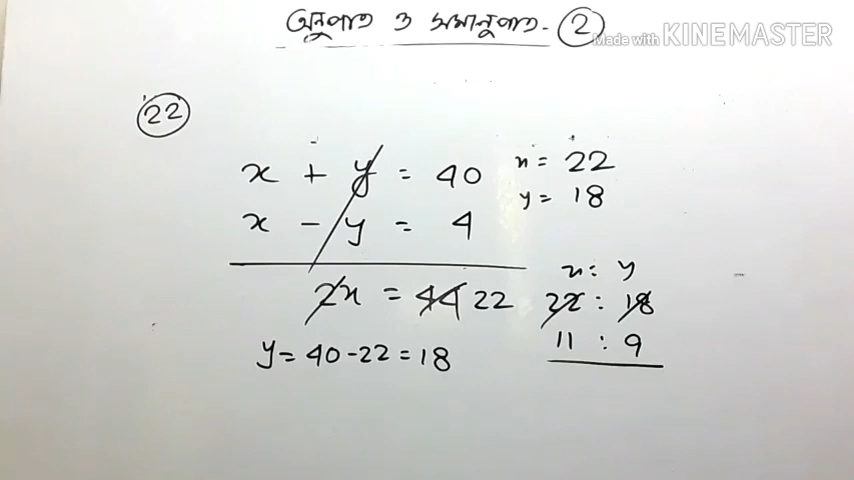 অনুপাত ও সমানুপাত - 2
Made with KINEMASTER
22
x + y = 40
x - y = 4
2x = 44 22
y = 40 - 22 = 18
x = 22
y = 18
x : y
22 : 18
11 : 9